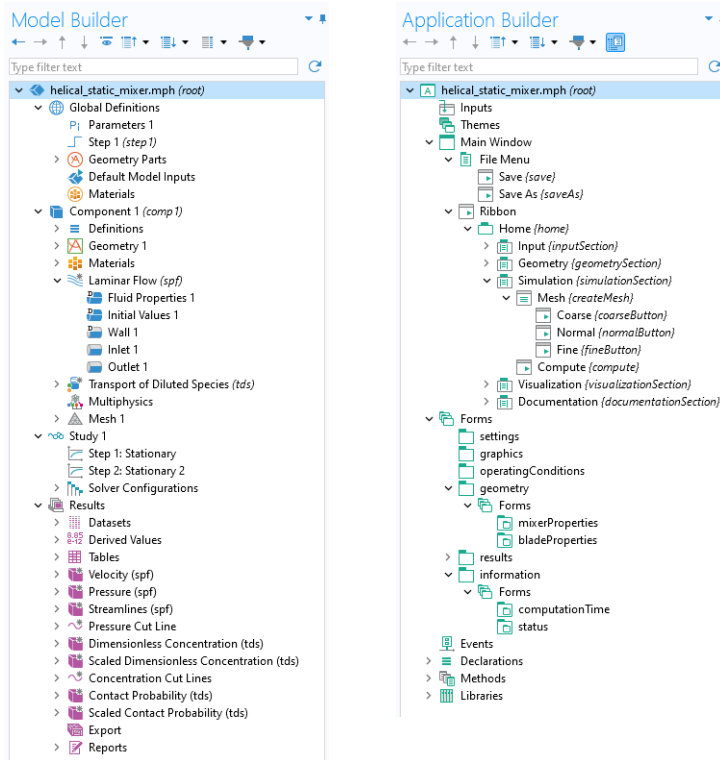 Model Builder
Type filter text
helical_static_mixer.mph (root)
Global Definitions
Pi Parameters 1
Step 1 (step1)
Geometry Parts
Default Model Inputs
Materials
Component 1 (comp1)
Definitions
Geometry 1
Materials
Laminar Flow (spf)
Fluid Properties 1
Initial Values 1
Wall 1
Inlet 1
Outlet 1
Transport of Diluted Species (tds)
Multiphysics
Mesh 1
Study 1
Step 1: Stationary
Step 2: Stationary 2
Solver Configurations
Results
Datasets
8.85
e-12 Derived Values
Tables
Velocity (spf)
Pressure (spf)
Streamlines (spf)
Pressure Cut Line
Dimensionless Concentration (tds)
Scaled Dimensionless Concentration (tds)
Concentration Cut Lines
Contact Probability (tds)
Scaled Contact Probability (tds)
Export
Reports
Application Builder
Type filter text
A helical_static_mixer.mph (root)
Inputs
Themes
Main Window
File Menu
Save {save}
Save As {saveAs}
Ribbon
Home {home}
Input {inputSection}
Geometry {geometrySection}
Simulation {simulationSection}
Mesh {createMesh}
Coarse {coarseButton}
Normal {normalButton}
Fine {fineButton}
Compute {compute}
Visualization {visualizationSection}
Documentation {documentationSection}
Forms
settings
graphics
operatingConditions
geometry
Forms
mixerProperties
bladeProperties
results
information
Forms
computationTime
status
Events
Declarations
Methods
Libraries